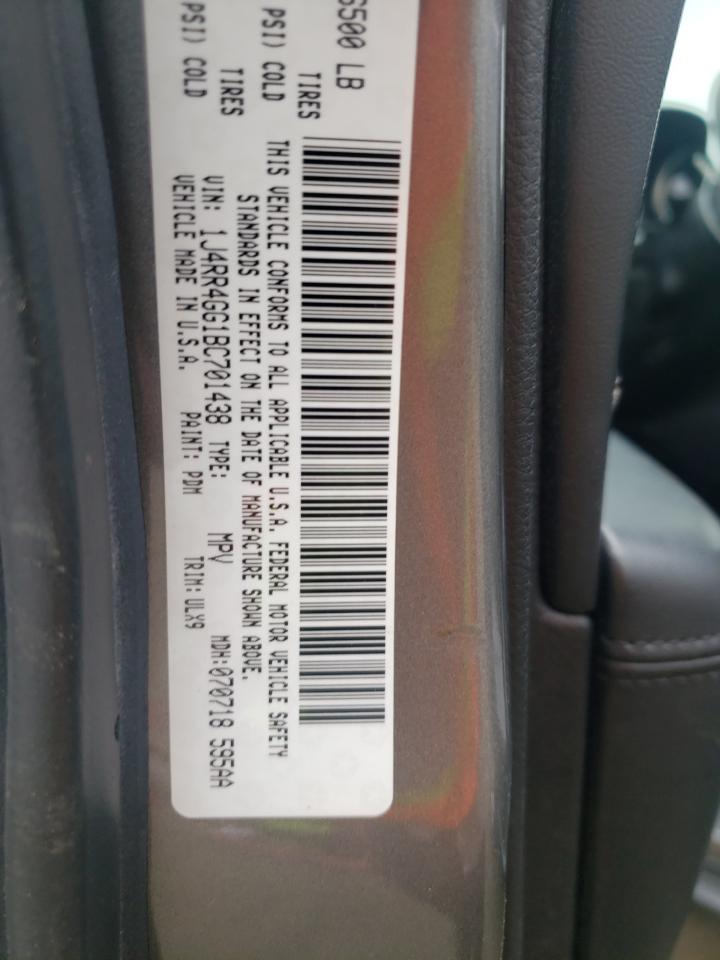 6500 LB
TIRES
TIRES
PSI) COLD
PSI) COLD
THIS VEHICLE CONFORMS TO ALL APPLICABLE U.S.A. FEDERAL MOTOR VEHICLE SAFETY
STANDARDS IN EFFECT ON THE DATE OF MANUFACTURE SHOWN ABOVE.
VIN: 1J4RR4GG1BC701438 TYPE: MPV MDH:070718 595AA
VEHICLE MADE IN U.S.A. PAINT: PDM TRIM: ULX9